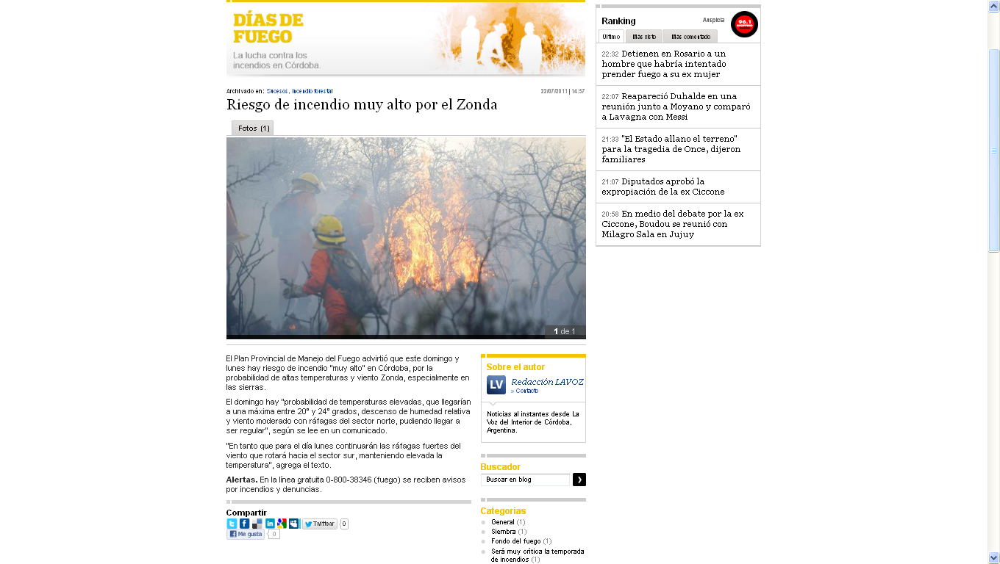 DÍAS DE
FUEGO
La lucha contra los
incendios en Córdoba.
Archivado en: Sucesos, Incendio forestal
22/07/2011 | 14:57
Riesgo de incendio muy alto por el Zonda
Fotos (1)
1 de 1
El Plan Provincial de Manejo del Fuego advirtió que este domingo y
lunes hay riesgo de incendio "muy alto" en Córdoba, por la
probabilidad de altas temperaturas y viento Zonda, especialmente en
las sierras.
El domingo hay "probabilidad de temperaturas elevadas, que llegarían
a una máxima entre 20° y 24° grados, descenso de humedad relativa
y viento moderado con ráfagas del sector norte, pudiendo llegar a
ser regular", según se lee en un comunicado.
"En tanto que para el día lunes continuarán las ráfagas fuertes del
viento que rotará hacia el sector sur, manteniendo elevada la
temperatura", agrega el texto.
Alertas. En la línea gratuita 0-800-38346 (fuego) se reciben avisos
por incendios y denuncias.
Compartir
Twittear 0
Me gusta 0
Sobre el autor
LV Redacción LAVOZ
» Contacto
Noticias al instantes desde La
Voz del Interior de Córdoba,
Argentina.
Buscador
Buscar en blog
Categorías
General (1)
Siembra (1)
Fondo del fuego (1)
Será muy crítica la temporada
de incendios (1)
Ranking
Auspicia
96.1
Último Más visto Más comentado
22:32 Detienen en Rosario a un
hombre que habría intentado
prender fuego a su ex mujer
22:07 Reapareció Duhalde en una
reunión junto a Moyano y comparó
a Lavagna con Messi
21:33 "El Estado allano el terreno"
para la tragedia de Once, dijeron
familiares
21:07 Diputados aprobó la
expropiación de la ex Ciccone
20:58 En medio del debate por la ex
Ciccone, Boudou se reunió con
Milagro Sala en Jujuy